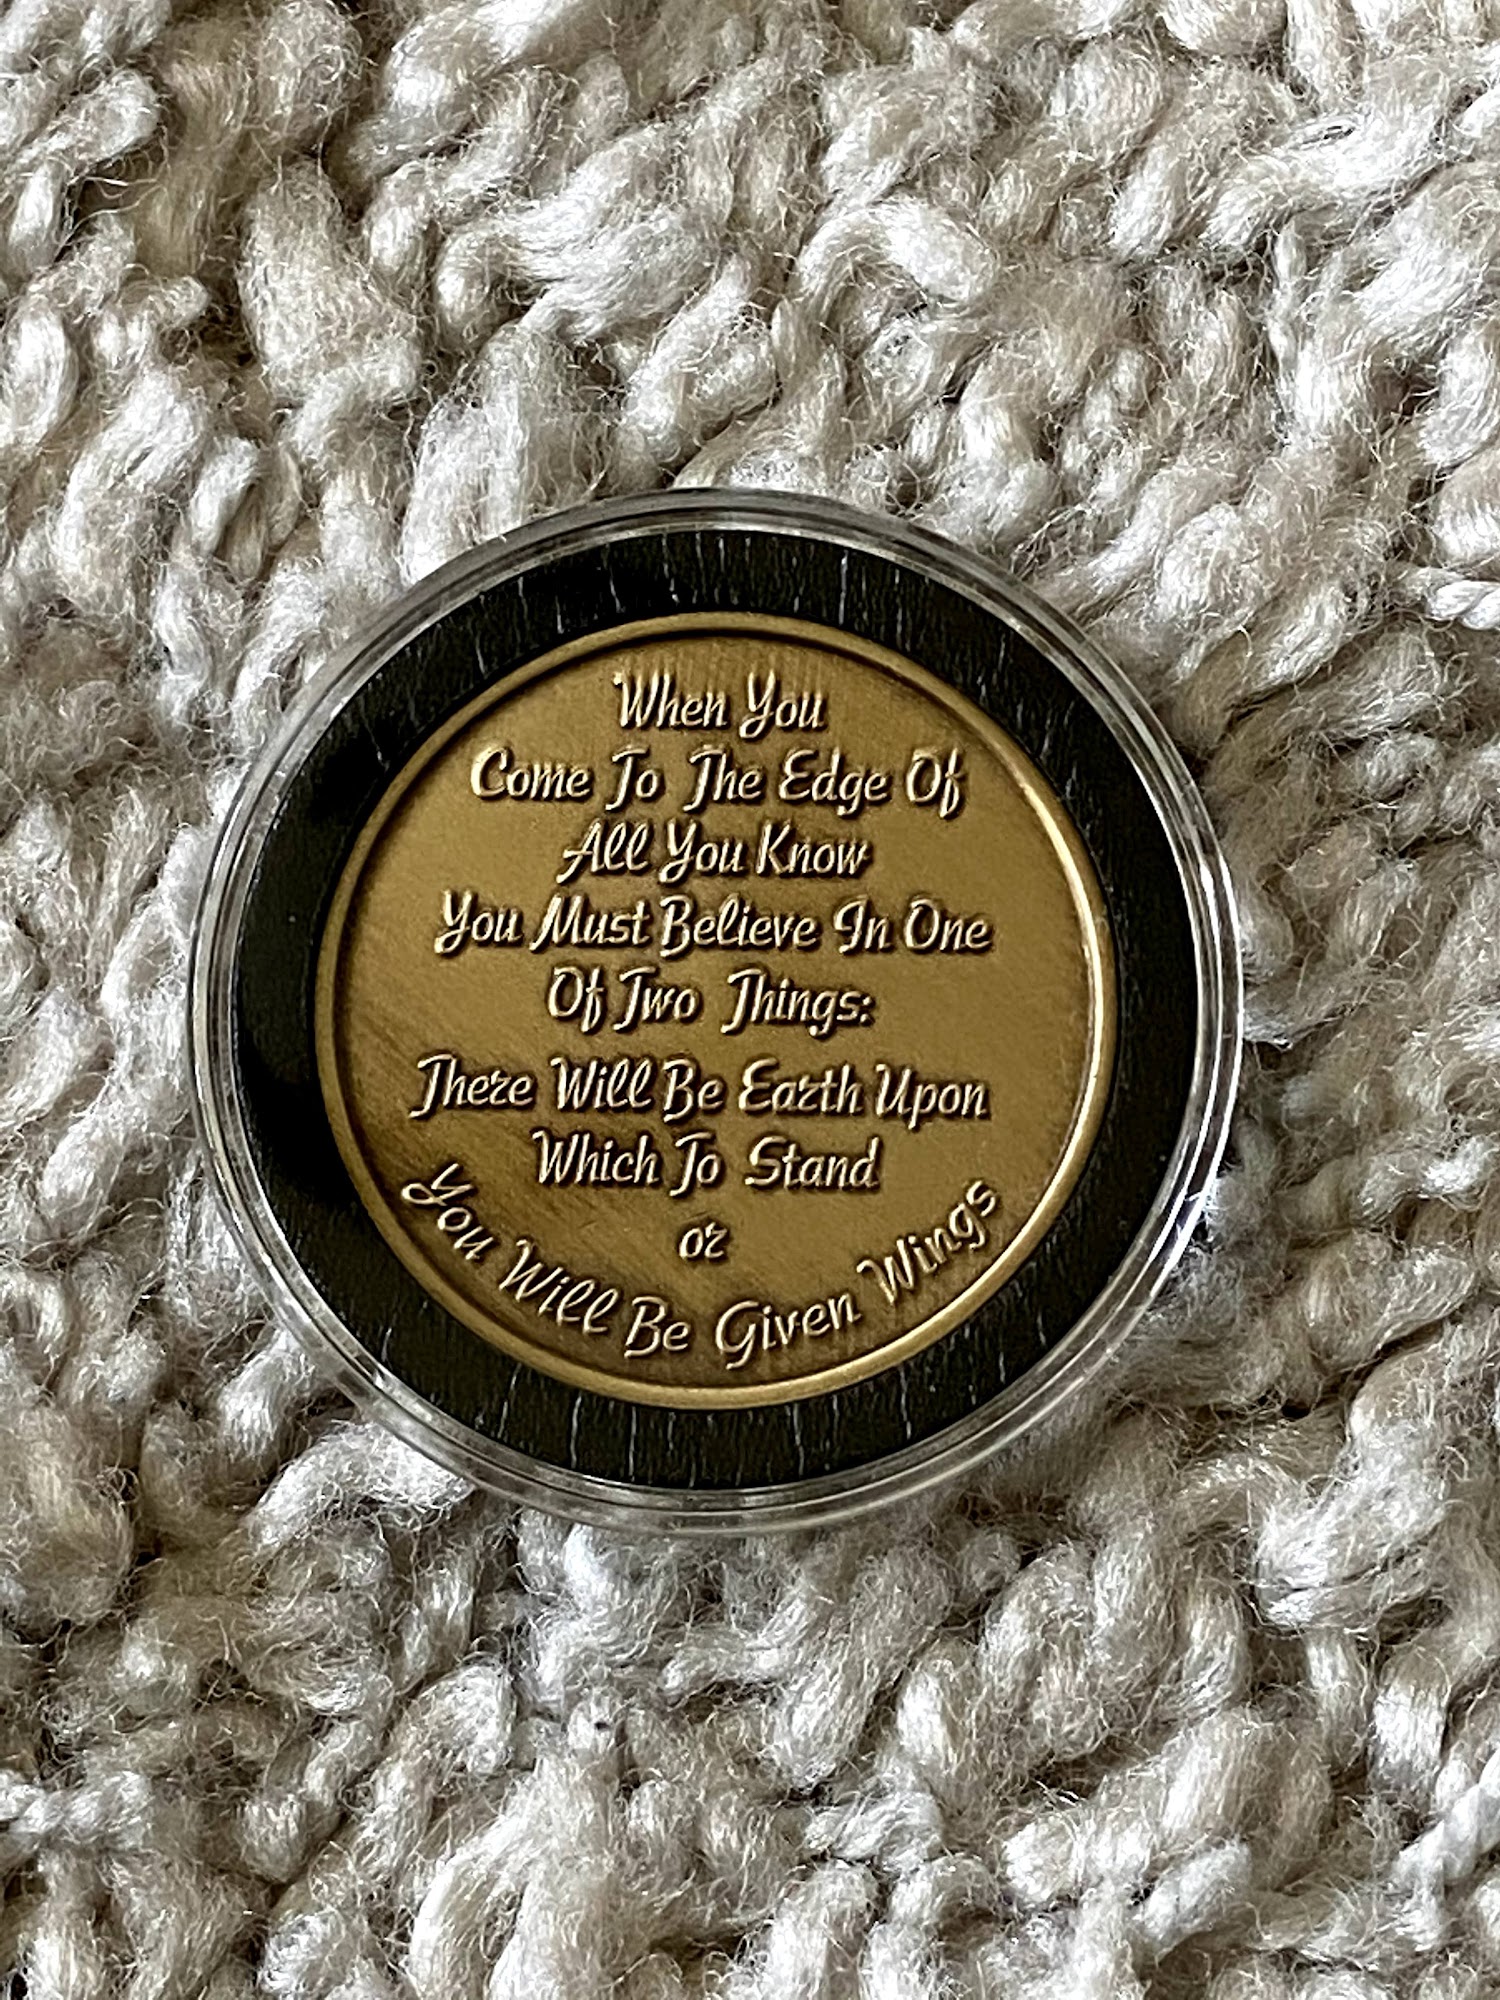 When You
Come To The Edge Of
All You Know
You Must Believe In One
Of Two Things:
There Will Be Earth Upon
Which To Stand
or
You Will Be Given Wings